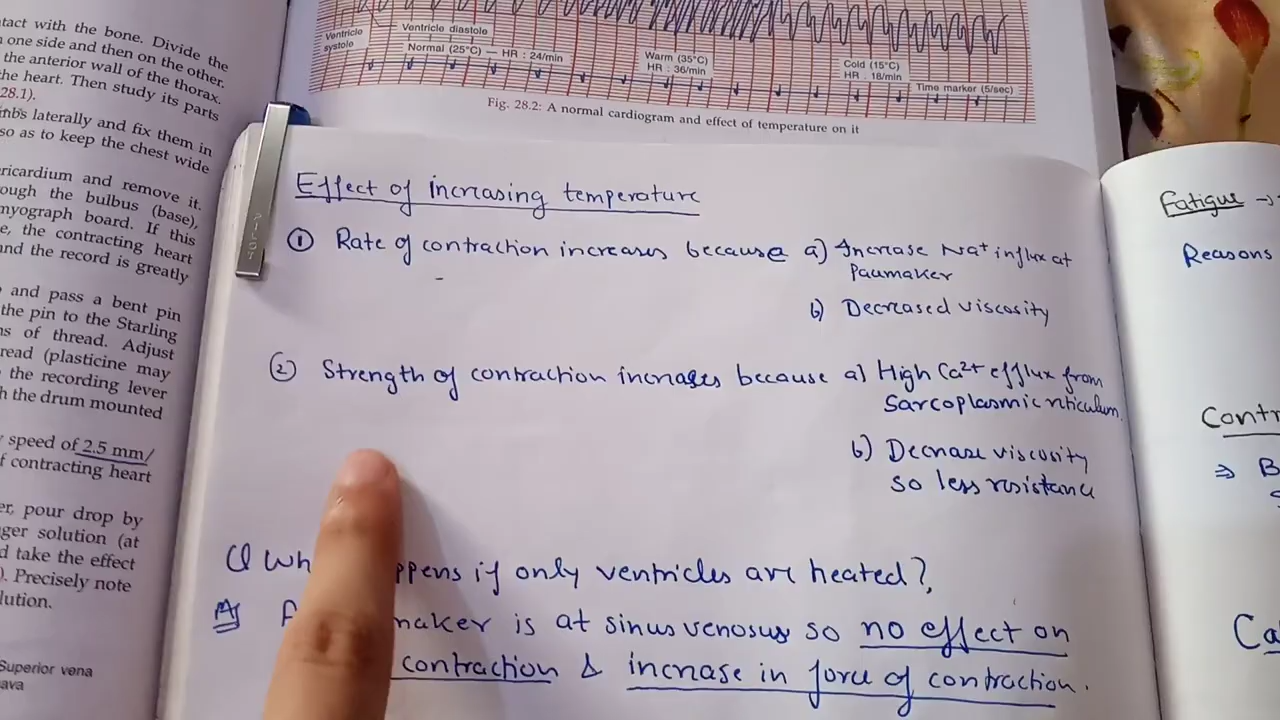 tact with the bone. Divide the
one side and then on the other.
the anterior wall of the thorax.
the heart. Then study its parts
28.1).
mbs laterally and fix them in
so as to keep the chest wide
ricardium and remove it.
ough the bulbus (base),
myograph board. If this
e, the contracting heart
and the record is greatly
and pass a bent pin
the pin to the Starling
ns of thread. Adjust
read (plasticine may
the recording lever
h the drum mounted
speed of 2.5 mm/
f contracting heart
er, pour drop by
ger solution (at
d take the effect
). Precisely note
lution.
Superior vena
ava
Ventricle diastole
Ventricle
systole
Normal (25°C) — HR : 24/min
Warm (35°C)
HR : 36/min
Cold (15°C)
HR : 18/min
Time marker (5/sec)
Fig. 28.2: A normal cardiogram and effect of temperature on it
PILOT
Effect of increasing temperature
① Rate of contraction increases because a) Increase Na+ influx at
Paumaker
b) Decreased viscosity
② Strength of contraction increases because a) High Ca2+ efflux from
Sarcoplasmic reticulum.
b) Decrease viscosity
so less resistance
Q Wh ppens if only ventricles are heated?,
maker is at sinus venosus so no effect on
contraction & increase in force of contraction.
Fatigue →
Reasons
Contr
⇒ B
Ca